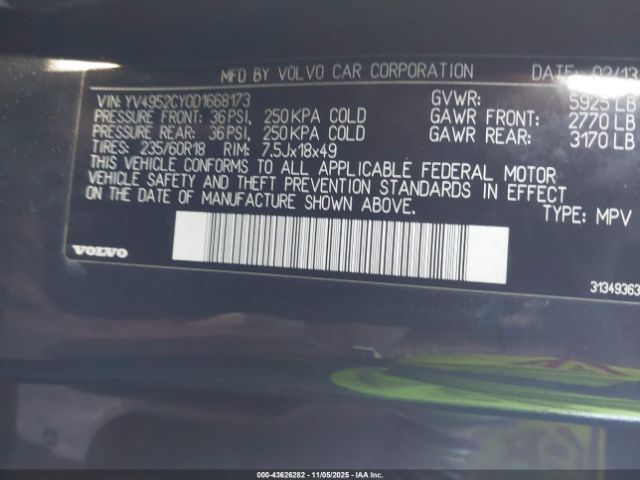 MFD BY VOLVO CAR CORPORATION DATE: 02/13
VIN: YV4952CY0D1668173 GVWR: 5925 LB
PRESSURE FRONT: 36 PSI, 250 KPA COLD GAWR FRONT: 2770 LB
PRESSURE REAR: 36 PSI, 250 KPA COLD GAWR REAR: 3170 LB
TIRES: 235/60R18 RIM: 7.5Jx18x49
THIS VEHICLE CONFORMS TO ALL APPLICABLE FEDERAL MOTOR
VEHICLE SAFETY AND THEFT PREVENTION STANDARDS IN EFFECT
ON THE DATE OF MANUFACTURE SHOWN ABOVE.
TYPE: MPV
VOLVO
31349363
000-43626282 - 11/05/2025 - IAA Inc.